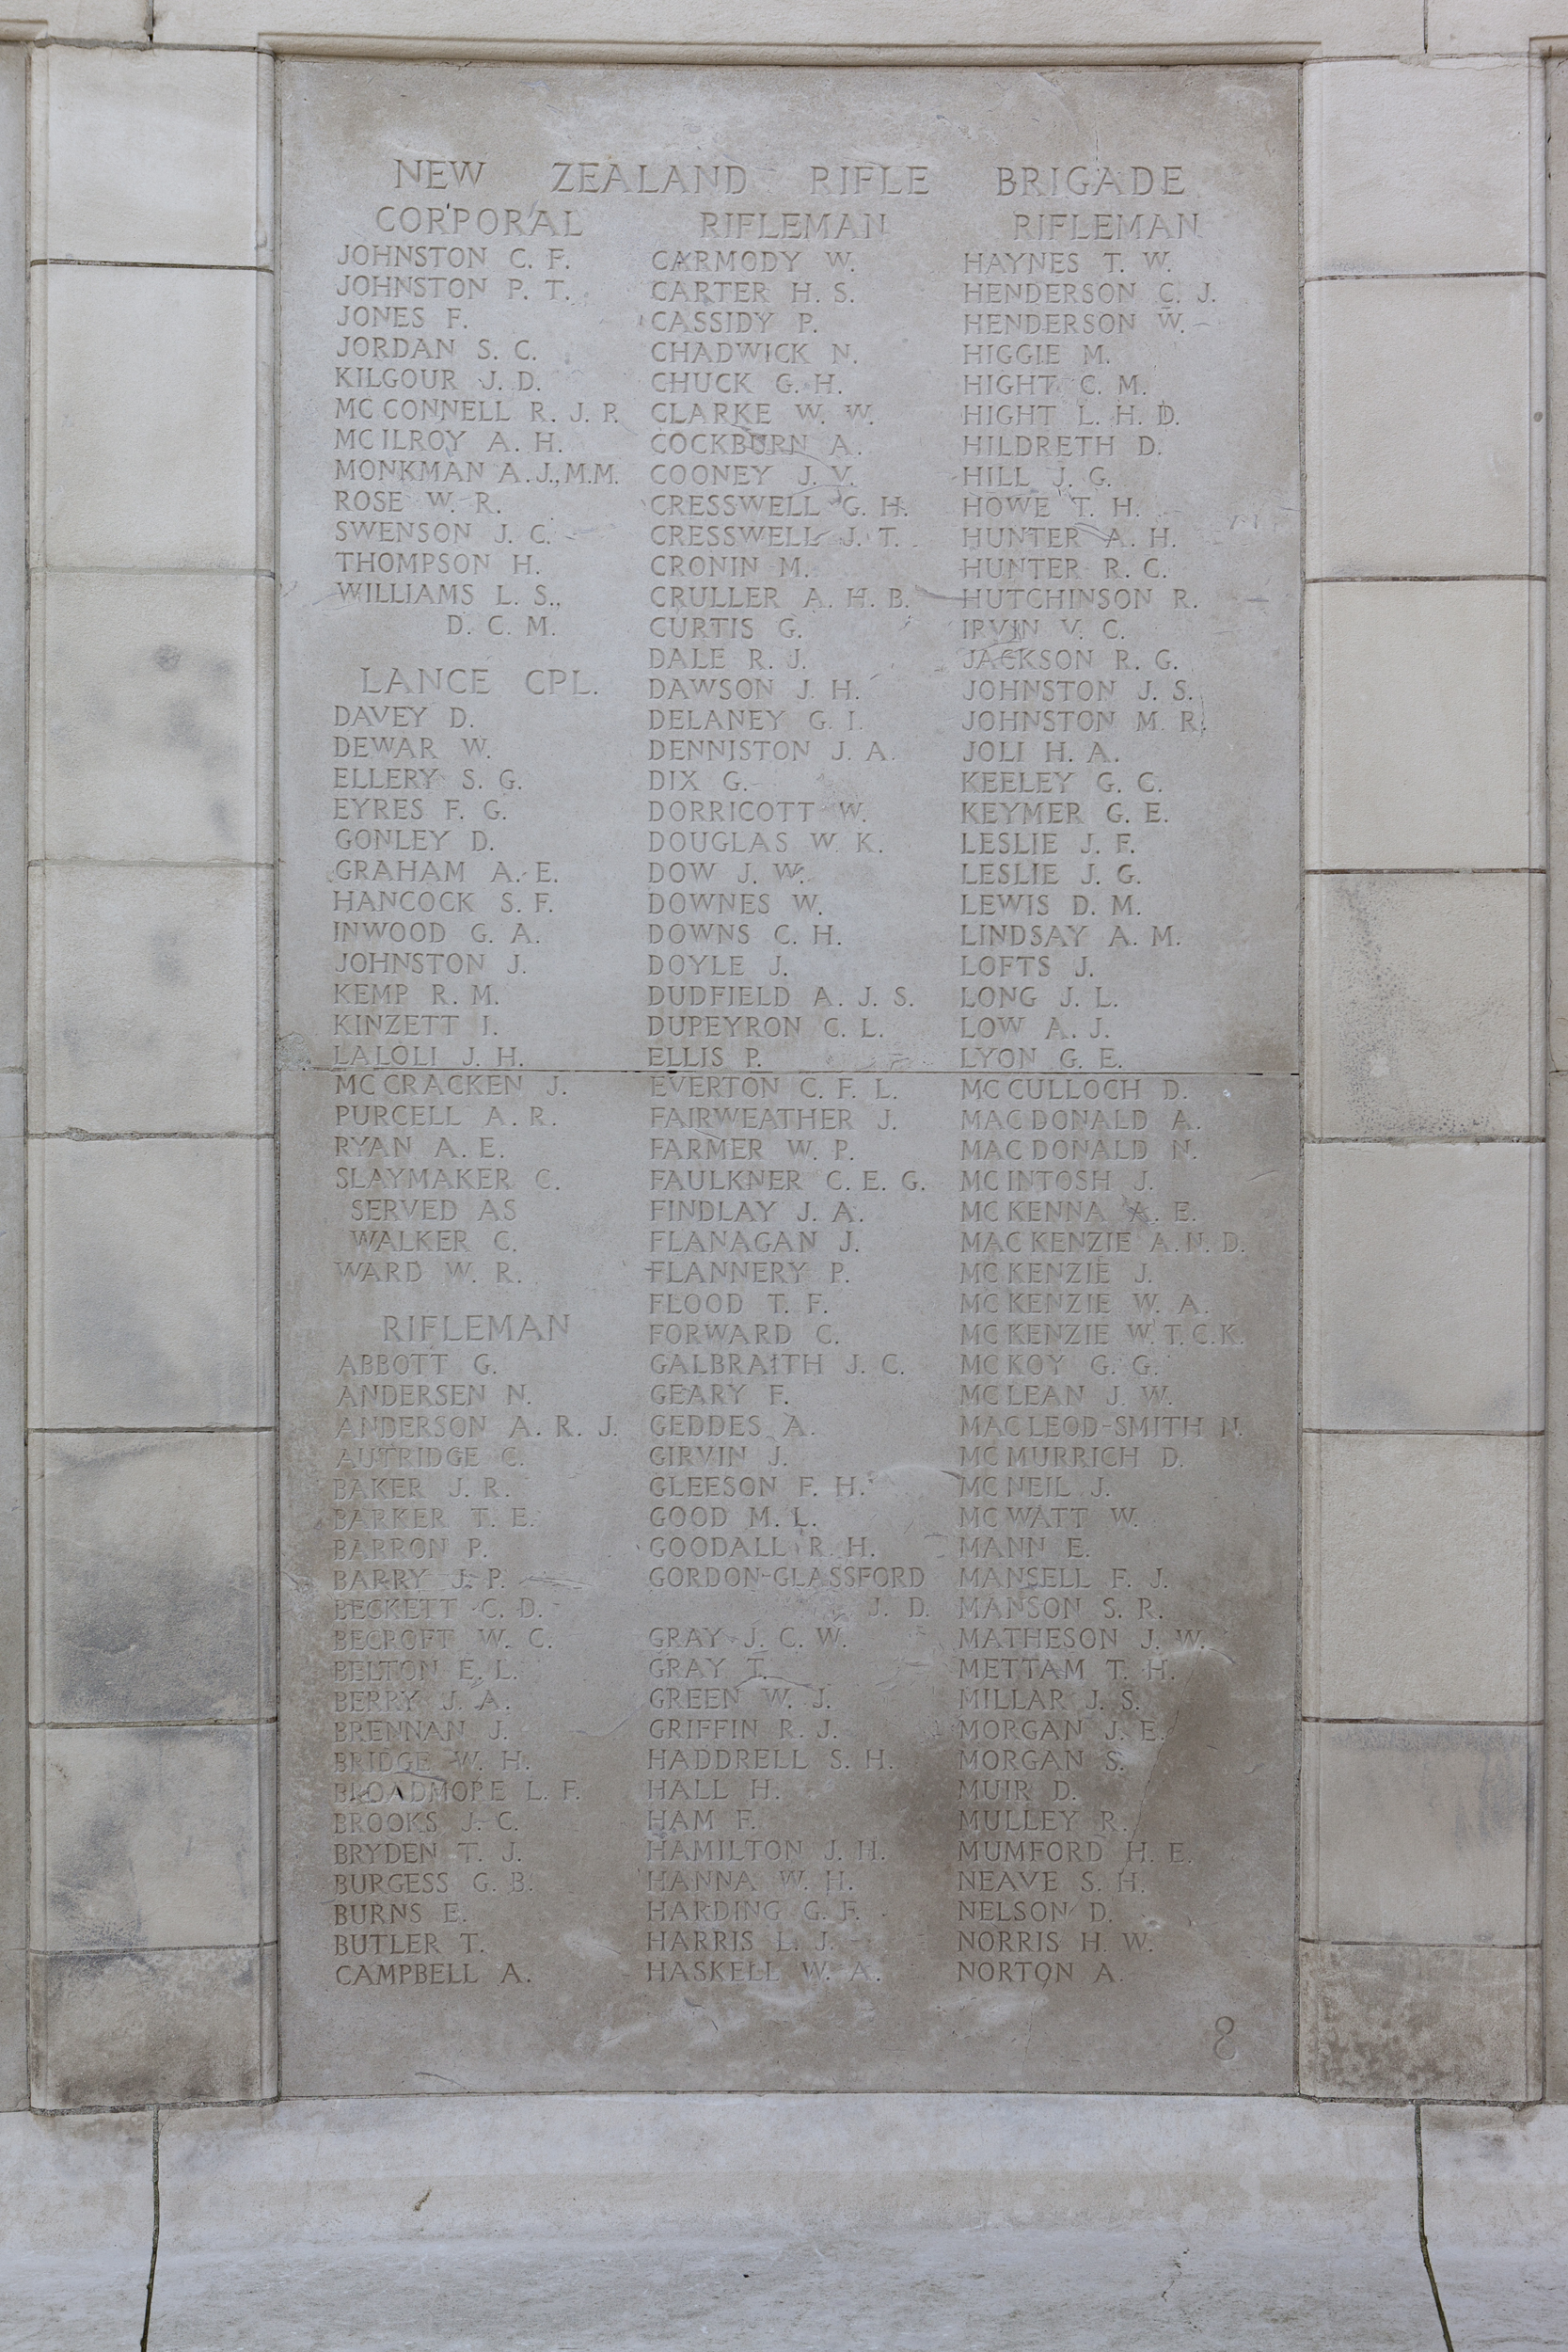 NEW ZEALAND RIFLE BRIGADE
CORPORAL
JOHNSTON C. F.
JOHNSTON P. T.
JONES F.
JORDAN S. C.
KILGOUR J. D.
MC CONNELL R. J. P.
MC ILROY A. H.
MONKMAN A. J., M.M.
ROSE W. R.
SWENSON J. C.
THOMPSON H.
WILLIAMS L. S.,
D. C. M.
LANCE CPL.
DAVEY D.
DEWAR W.
ELLERY S. G.
EYRES F. G.
GONLEY D.
GRAHAM A. E.
HANCOCK S. F.
INWOOD G. A.
JOHNSTON J.
KEMP R. M.
KINZETT I.
LALOLI J. H.
MC CRACKEN J.
PURCELL A. R.
RYAN A. E.
SLAYMAKER C.
SERVED AS
WALKER C.
WARD W. R.
RIFLEMAN
ABBOTT G.
ANDERSEN N.
ANDERSON A. R. J.
AUTRIDGE C.
BAKER J. R.
BARKER T. E.
BARRON P.
BARRY J. P.
BECKETT C. D.
BECROFT W. C.
BELTON E. L.
BERRY J. A.
BRENNAN J.
BRIDGE W. H.
BROADMORE L. F.
BROOKS J. C.
BRYDEN T. J.
BURGESS G. B.
BURNS E.
BUTLER T.
CAMPBELL A.
RIFLEMAN
CARMODY W.
CARTER H. S.
CASSIDY P.
CHADWICK N.
CHUCK G. H.
CLARKE W. W.
COCKBURN A.
COONEY J. V.
CRESSWELL G. H.
CRESSWELL J. T.
CRONIN M.
CRULLER A. H. B.
CURTIS G.
DALE R. J.
DAWSON J. H.
DELANEY G. I.
DENNISTON J. A.
DIX G.
DORRICOTT W.
DOUGLAS W. K.
DOW J. W.
DOWNES W.
DOWNS C. H.
DOYLE J.
DUDFIELD A. J. S.
DUPEYRON C. L.
ELLIS P.
EVERTON C. F. L.
FAIRWEATHER J.
FARMER W. P.
FAULKNER C. E. G.
FINDLAY J. A.
FLANAGAN J.
FLANNERY P.
FLOOD T. F.
FORWARD C.
GALBRAITH J. C.
GEARY F.
GEDDES A.
GIRVIN J.
GLEESON F. H.
GOOD M. L.
GOODALL R. H.
GORDON-GLASSFORD
J. D.
GRAY J. C. W.
GRAY T.
GREEN W. J.
GRIFFIN R. J.
HADDRELL S. H.
HALL H.
HAM F.
HAMILTON J. H.
HANNA W. H.
HARDING G. F.
HARRIS L. J.
HASKELL W. A.
RIFLEMAN
HAYNES T. W.
HENDERSON C. J.
HENDERSON W.
HIGGIE M.
HIGHT C. M.
HIGHT L. H. D.
HILDRETH D.
HILL J. G.
HOWE T. H.
HUNTER A. H.
HUNTER R. C.
HUTCHINSON R.
IRVIN V. C.
JACKSON R. G.
JOHNSTON J. S.
JOHNSTON M. R.
JOLI H. A.
KEELEY G. C.
KEYMER G. E.
LESLIE J. F.
LESLIE J. G.
LEWIS D. M.
LINDSAY A. M.
LOFTS J.
LONG J. L.
LOW A. J.
LYON G. E.
MC CULLOCH D.
MAC DONALD A.
MAC DONALD N.
MC INTOSH J.
MC KENNA A. E.
MAC KENZIE A. N. D.
MC KENZIE J.
MC KENZIE W. A.
MC KENZIE W. T. C. K.
MC KOY G. G.
MC LEAN J. W.
MAC LEOD-SMITH N.
MC MURRICH D.
MC NEIL J.
MC WATT W.
MANN E.
MANSELL F. J.
MANSON S. R.
MATHESON J. W.
METTAM T. H.
MILLAR J. S.
MORGAN J. E.
MORGAN S.
MUIR D.
MULLEY R.
MUMFORD H. E.
NEAVE S. H.
NELSON D.
NORRIS H. W.
NORTON A.
8